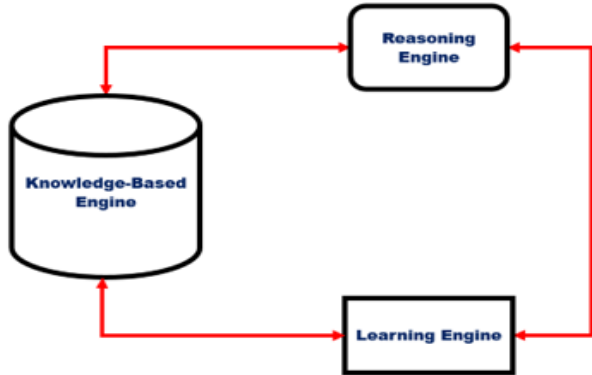 Reasoning
Engine
Knowledge-Based
Engine
Learning Engine